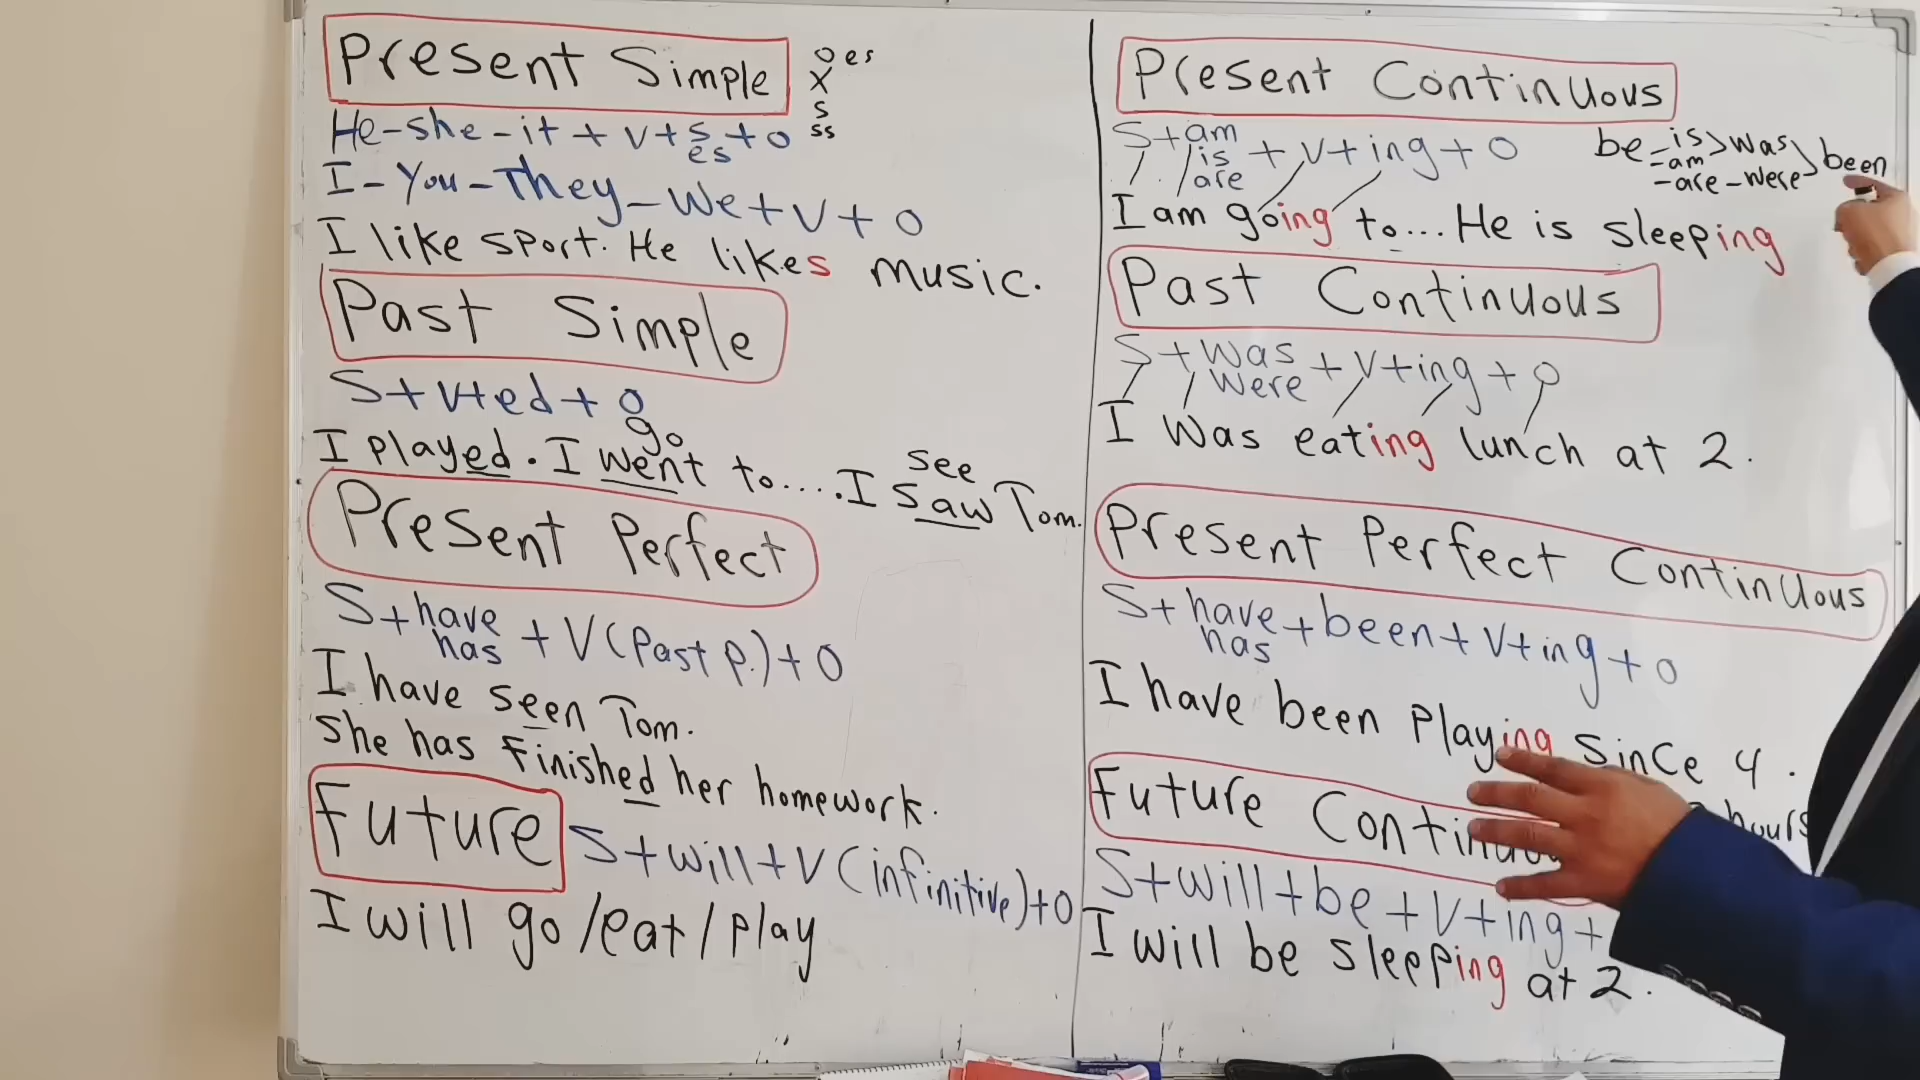 Present Simple
o es
x
s
ss
He-she-it + v+s+o
es
I-You-They-We+v+o
I like sport. He likes music.
Past Simple
S+v+ed+o
go
see
I played. I went to.....I saw Tom.
Present Perfect
S+have+V(Past p.)+o
has
I have seen Tom.
She has finished her homework.
Future S+will+V(infinitive)+o
I will go/eat/play
Present Continuous
S+am+v+ing+o
is
are
be-is>was>been
-am
-are-were
I am going to... He is sleeping
Past Continuous
S+was+v+ing+o
were
I was eating lunch at 2.
Present Perfect Continuous
S+have+been+v+ing+o
has
I have been playing since 4.
hours
Future
S+will+be+v+ing+
I will be sleeping at 2.